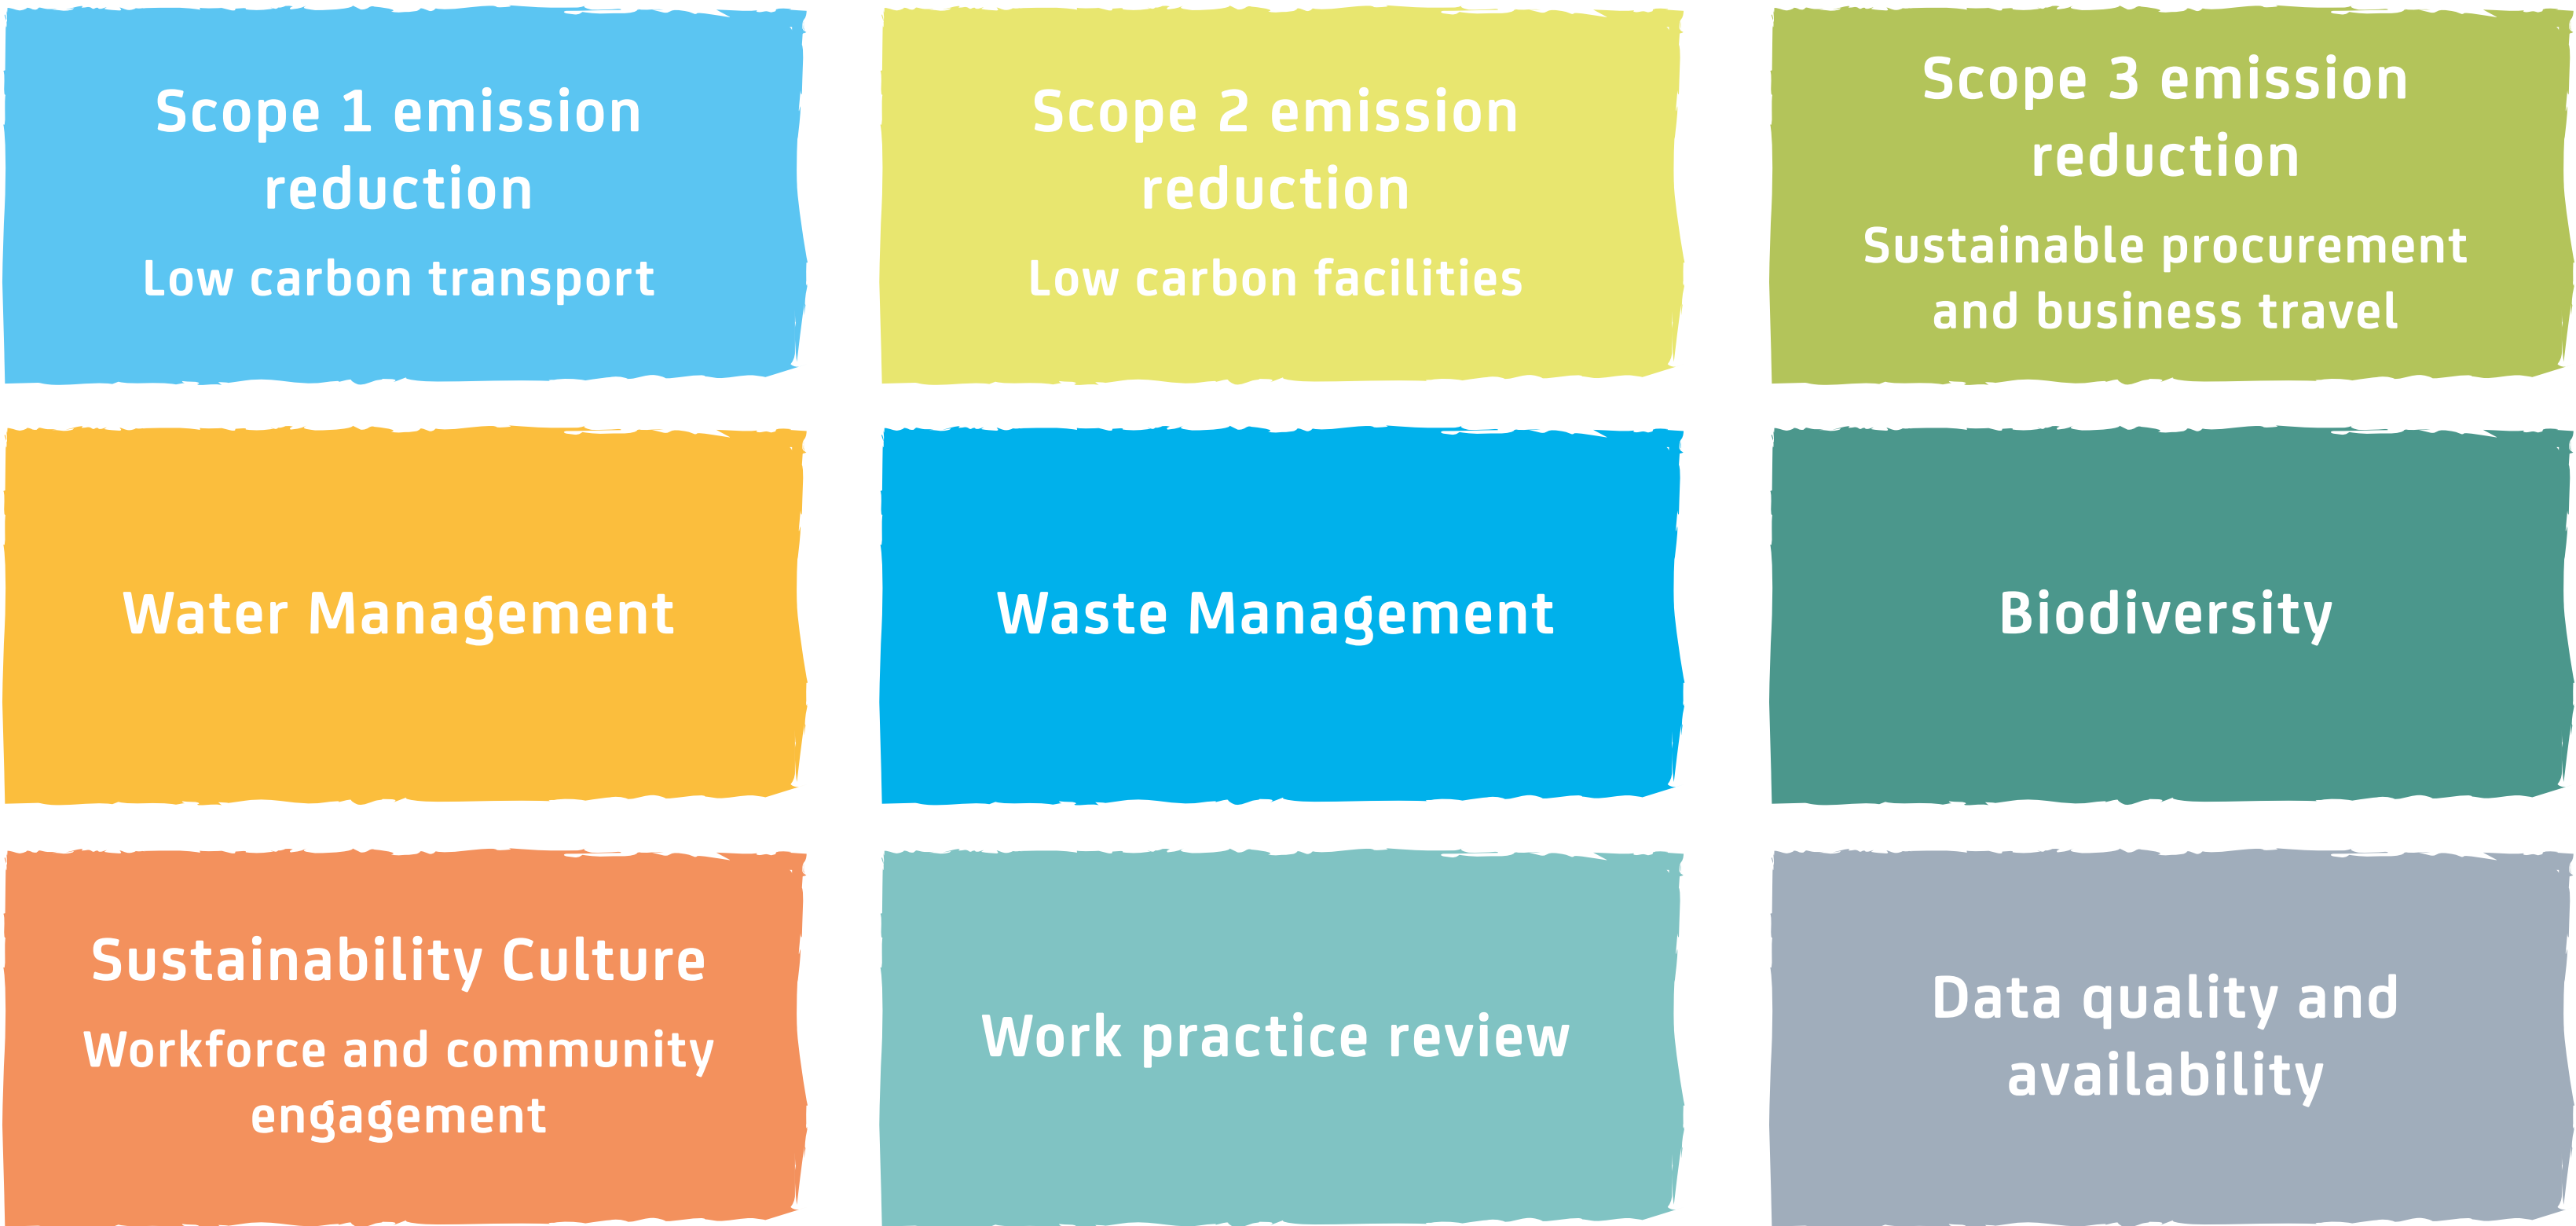 Scope 1 emission
reduction
Low carbon transport
Scope 2 emission
reduction
Low carbon facilities
Scope 3 emission
reduction
Sustainable procurement
and business travel
Water Management
Waste Management
Biodiversity
Sustainability Culture
Workforce and community
engagement
Work practice review
Data quality and
availability